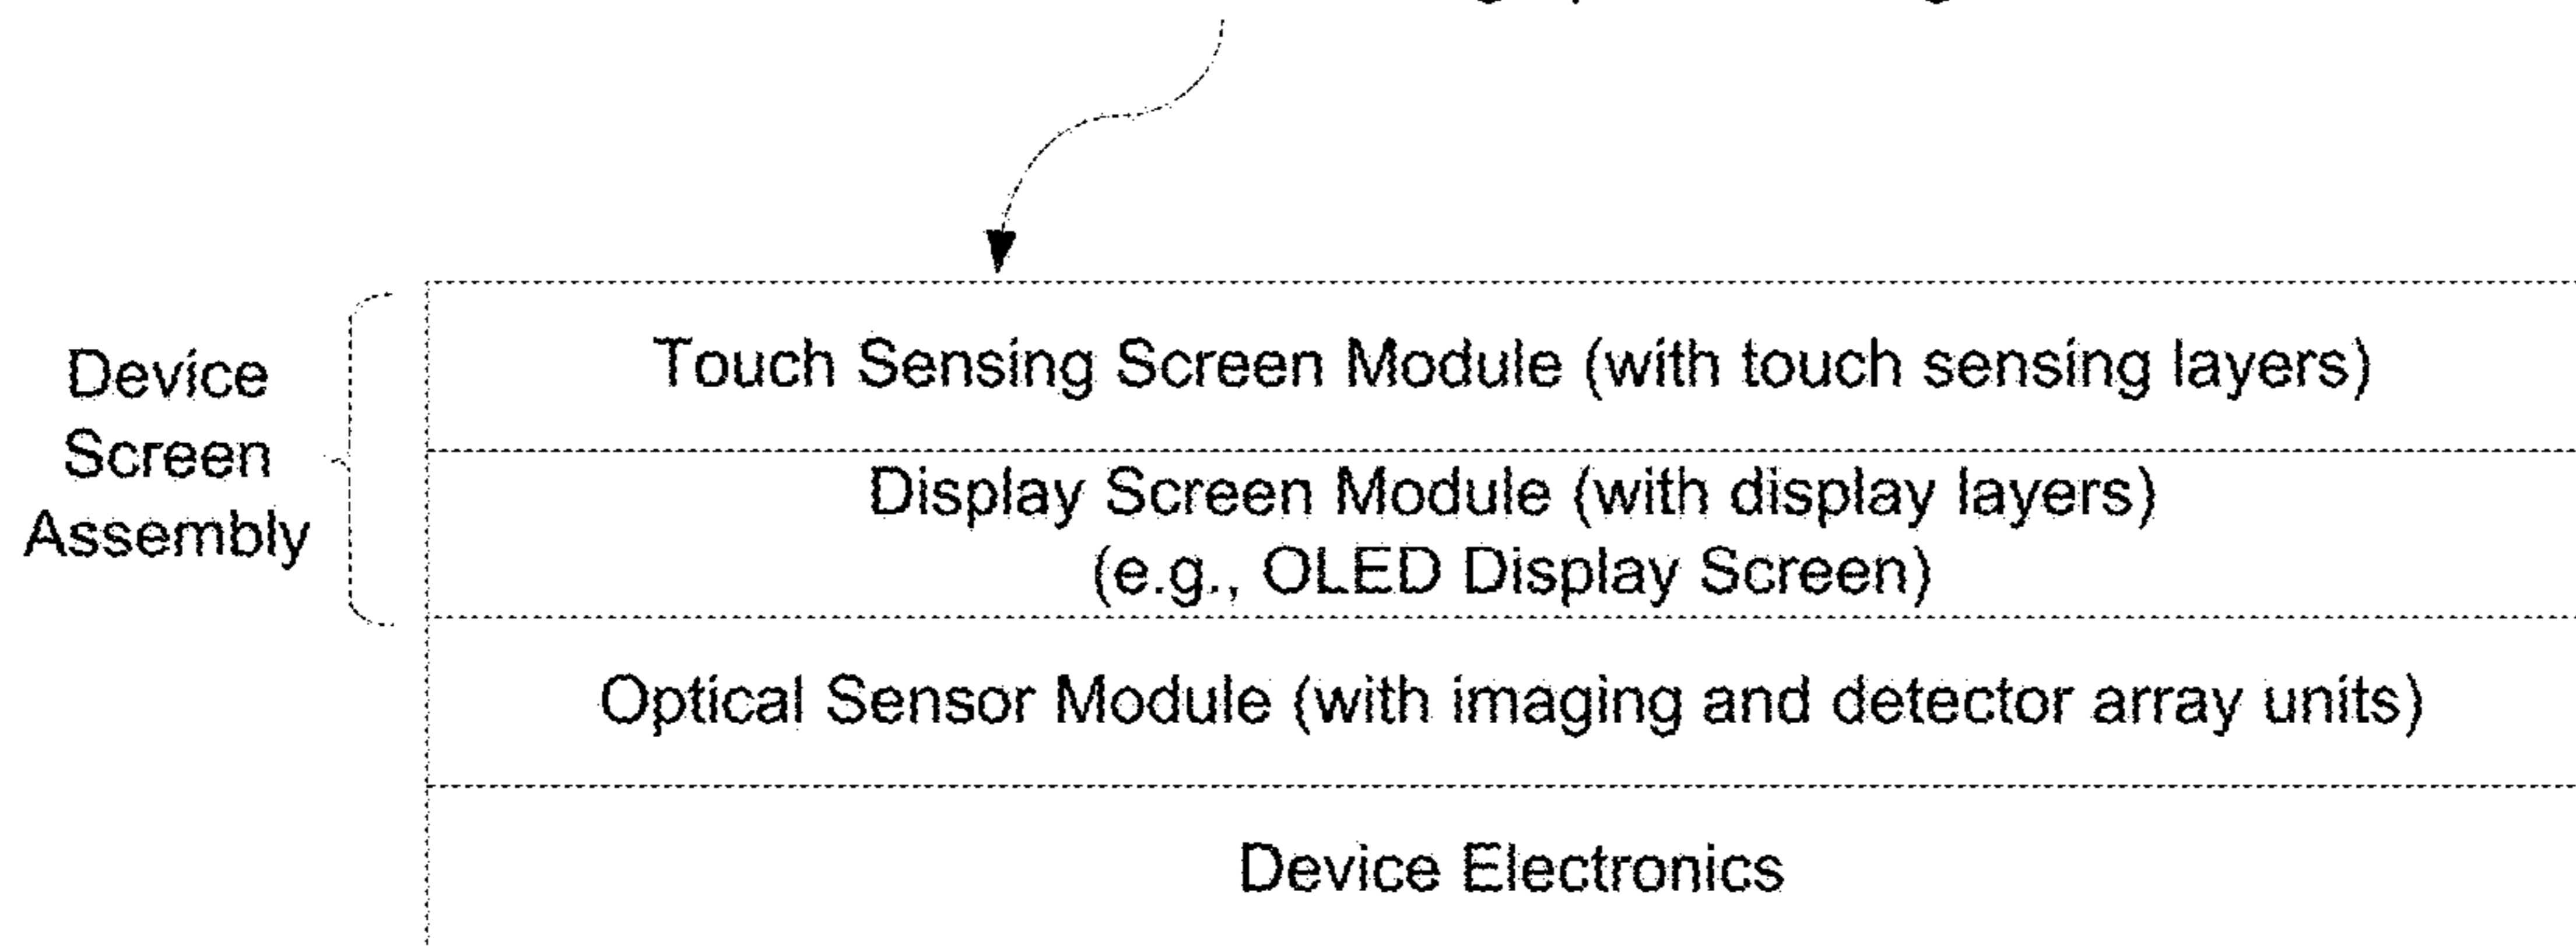 Device
Screen
Assembly
Touch Sensing Screen Module (with touch sensing layers)
Display Screen Module (with display layers)
(e.g., OLED Display Screen)
Optical Sensor Module (with imaging and detector array units)
Device Electronics